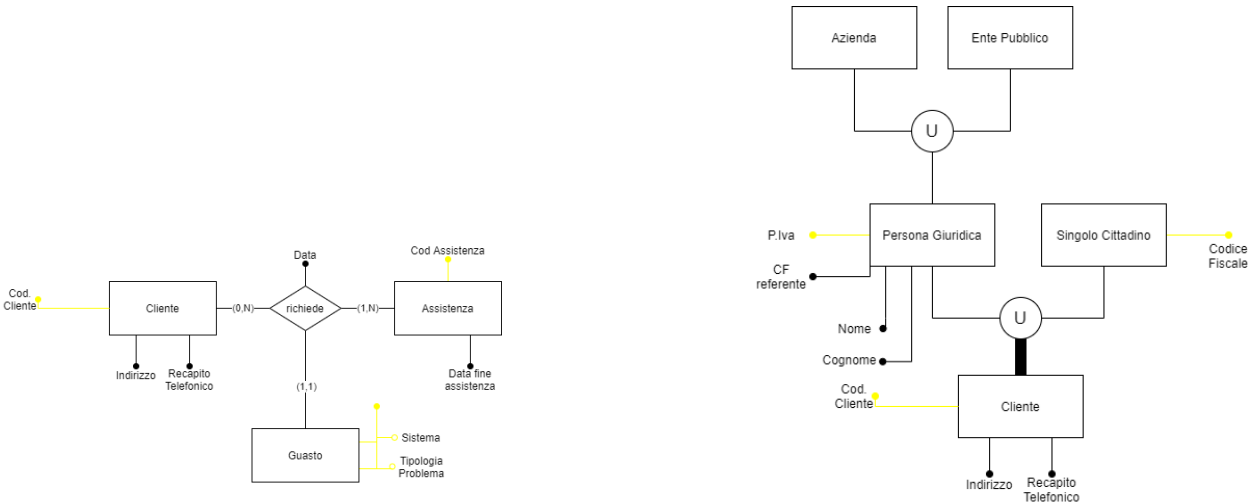 Azienda
Ente Pubblico
U
P.Iva
Persona Giuridica
Singolo Cittadino
Codice
Fiscale
CF
referente
Nome
Cognome
U
Cod.
Cliente
Cliente
Indirizzo
Recapito
Telefonico
Data
Cod Assistenza
Cod.
Cliente
Cliente
(0,N)
richiede
(1,N)
Assistenza
Indirizzo
Recapito
Telefonico
Data fine
assistenza
(1,1)
Guasto
Sistema
Tipologia
Problema